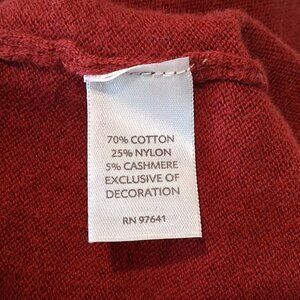 70% COTTON
25% NYLON
5% CASHMERE
EXCLUSIVE OF
DECORATION
RN 97641